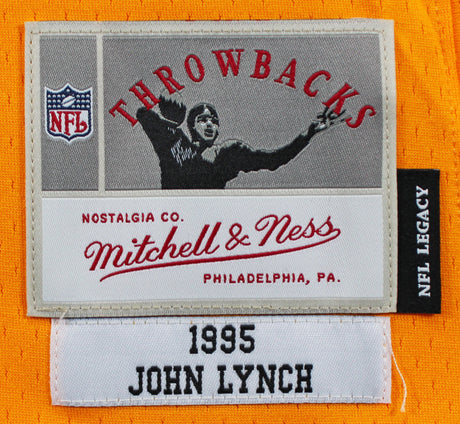 THROWBACKS
NFL
NOSTALGIA CO.
Mitchell & Ness
PHILADELPHIA, PA.
NFL LEGACY
1995
JOHN LYNCH